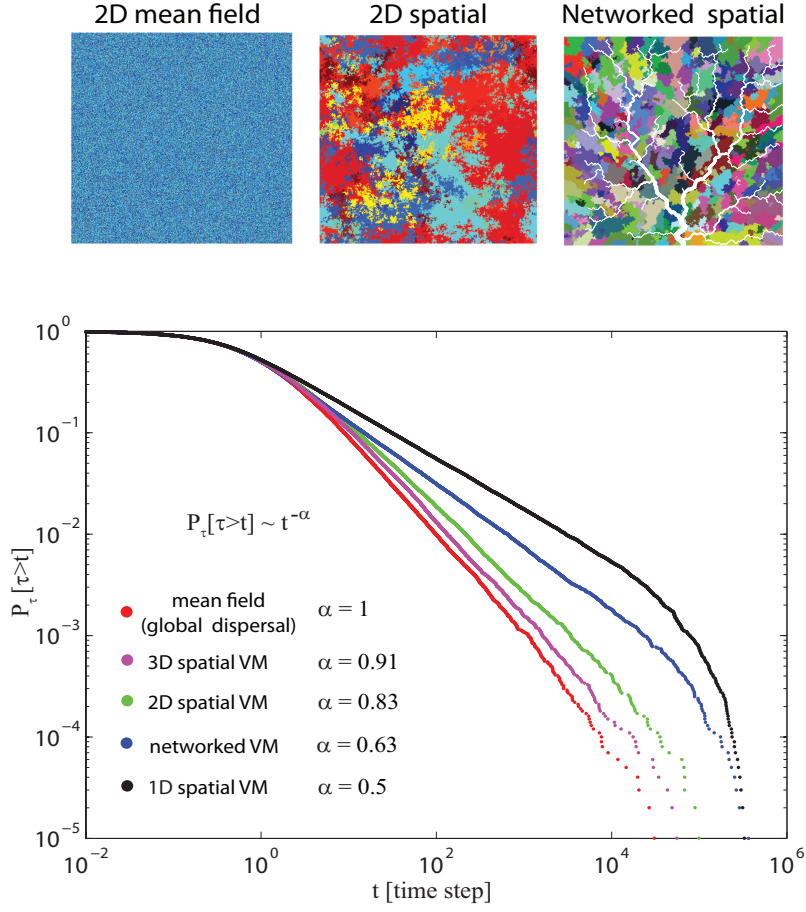 2D mean field
2D spatial
Networked spatial
10^0
10^-1
10^-2
10^-3
10^-4
10^-5
P_τ[τ>t]
P_τ[τ>t] ~ t^-α
mean field
(global dispersal)
α = 1
3D spatial VM
α = 0.91
2D spatial VM
α = 0.83
networked VM
α = 0.63
1D spatial VM
α = 0.5
10^-2
10^0
10^2
10^4
10^6
t [time step]